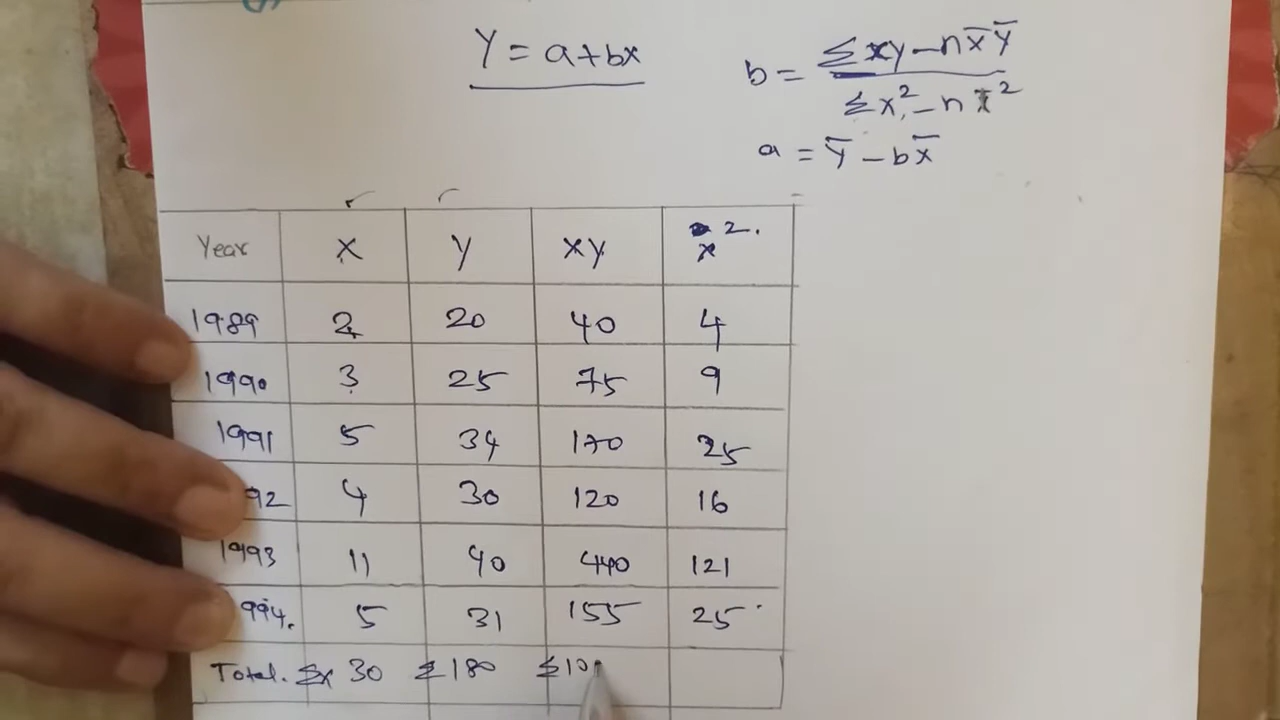 Y = a+bx
b = Σxy - n x̄ ȳ
Σx² - n x̄²
a = ȳ - b x̄
Year X Y XY x².
1989 2 20 40 4
1990 3 25 75 9
1991 5 34 170 25
92 4 30 120 16
1993 11 40 440 121
994. 5 31 155 25
Total. Σx 30 Σ180 Σ10